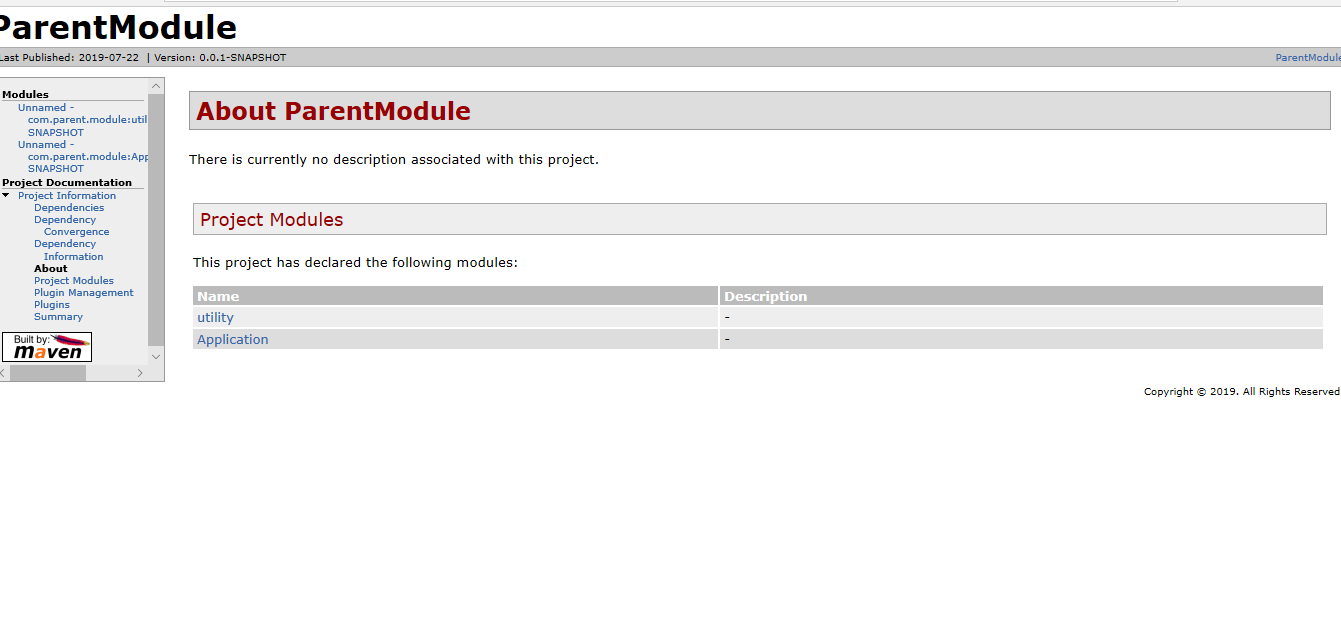 ParentModule
Last Published: 2019-07-22 | Version: 0.0.1-SNAPSHOT
ParentModule
Modules
Unnamed -
com.parent.module:util
SNAPSHOT
Unnamed -
com.parent.module:App
SNAPSHOT
Project Documentation
Project Information
Dependencies
Dependency
Convergence
Dependency
Information
About
Project Modules
Plugin Management
Plugins
Summary
Built by:
maven
About ParentModule
There is currently no description associated with this project.
Project Modules
This project has declared the following modules:
Name Description
utility -
Application -
Copyright © 2019. All Rights Reserved